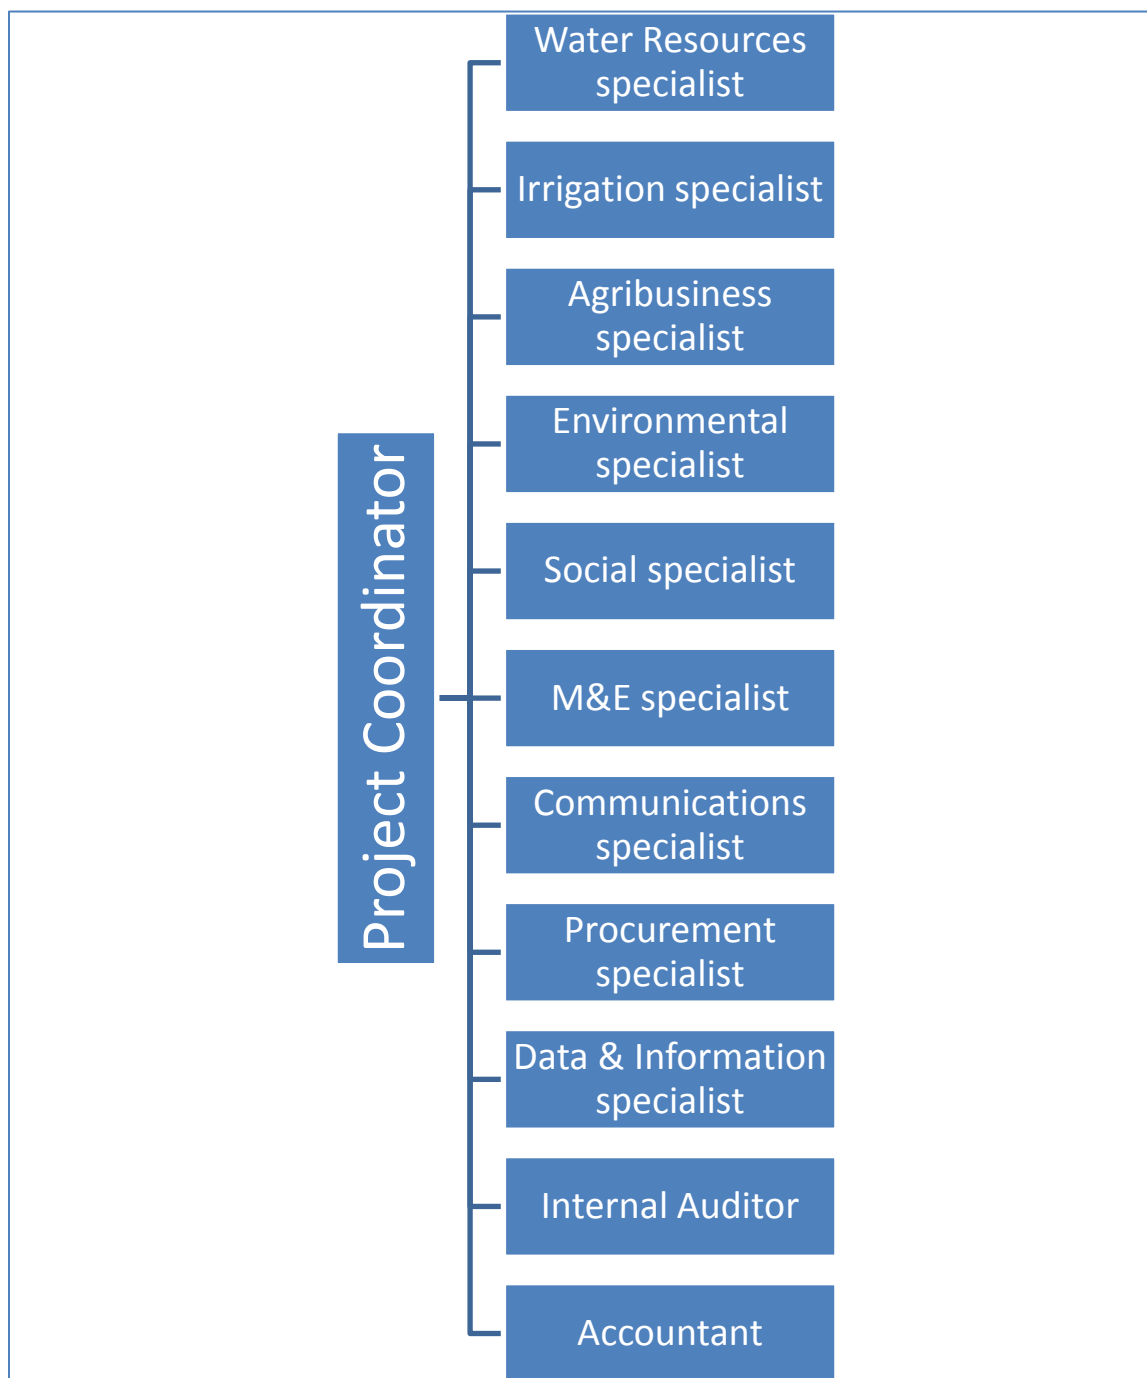 Project Coordinator
Water Resources
specialist
Irrigation specialist
Agribusiness
specialist
Environmental
specialist
Social specialist
M&E specialist
Communications
specialist
Procurement
specialist
Data & Information
specialist
Internal Auditor
Accountant